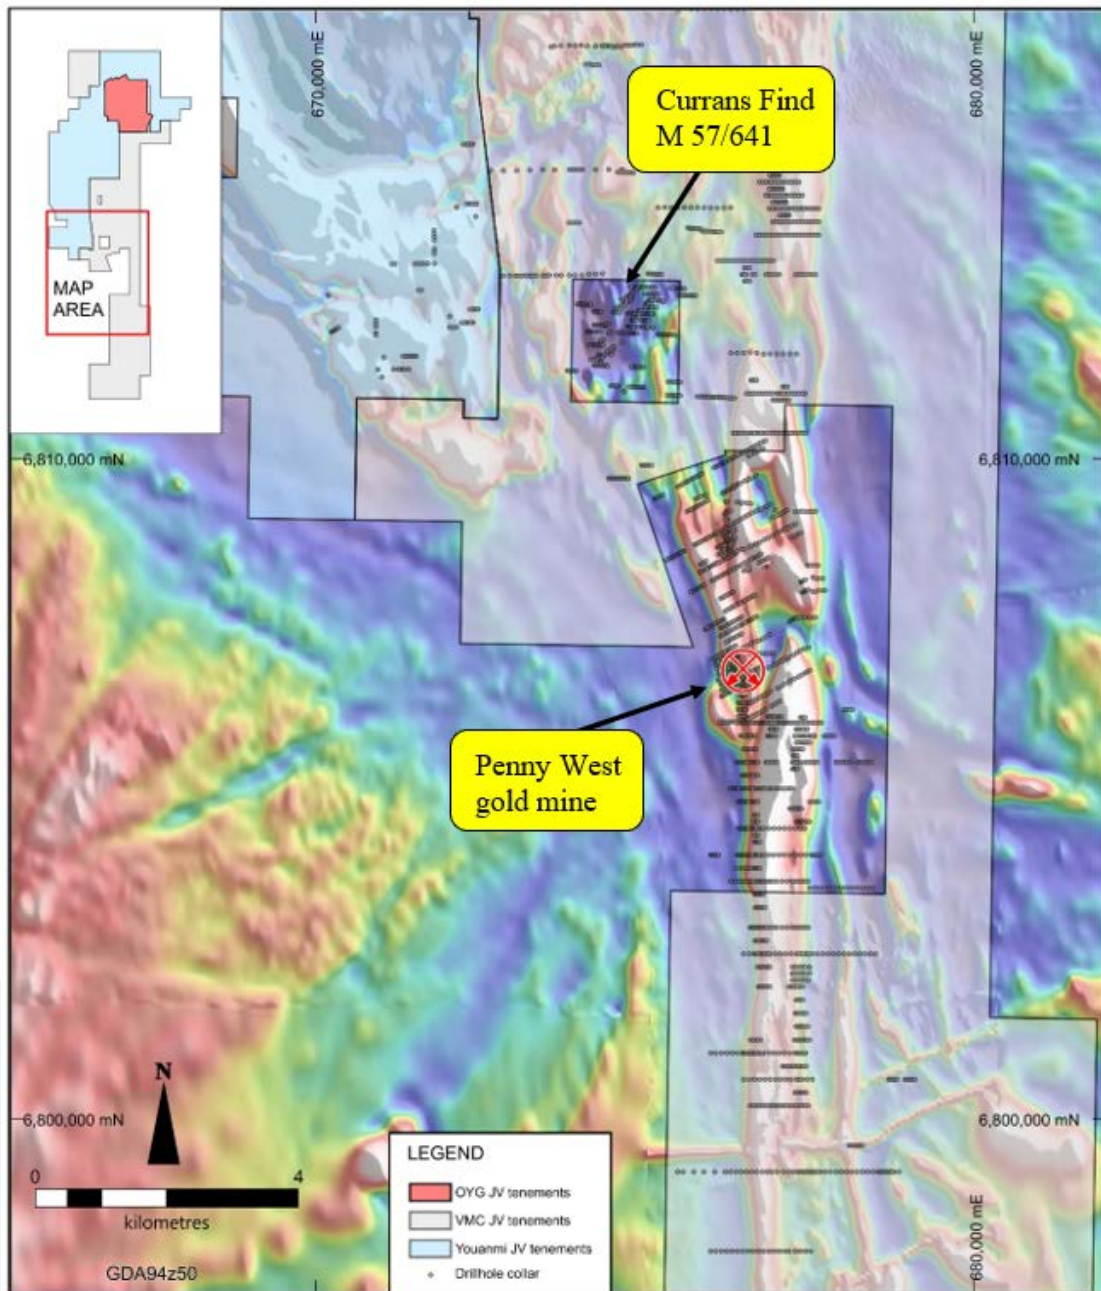 670,000 mE
680,000 mE
Currans Find
M 57/641
MAP
AREA
6,810,000 mN
6,810,000 mN
Penny West
gold mine
N
6,800,000 mN
6,800,000 mN
0
4
kilometres
GDA94z50
LEGEND
OYG JV tenements
VMC JV tenements
Youanmi JV tenements
Drillhole collar
680,000 mE